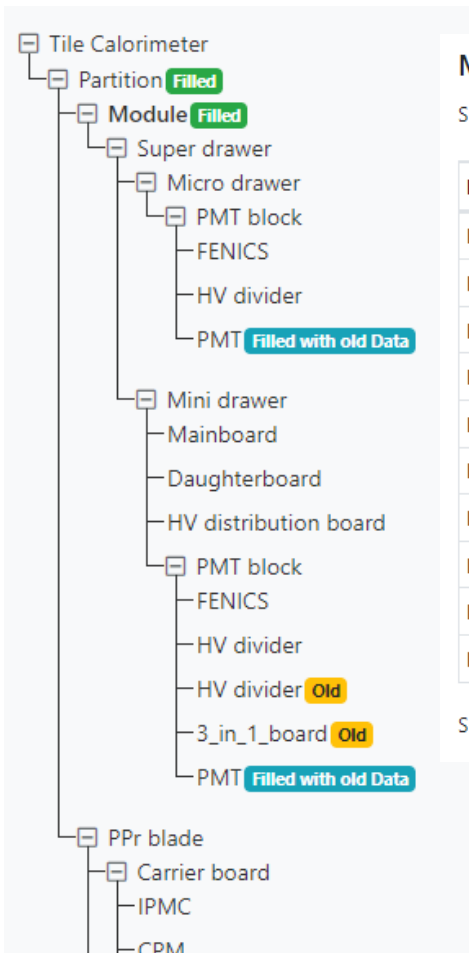 Tile Calorimeter
Partition Filled
Module Filled
Super drawer
Micro drawer
PMT block
FENICS
HV divider
PMT Filled with old Data
Mini drawer
Mainboard
Daughterboard
HV distribution board
PMT block
FENICS
HV divider
HV divider Old
3_in_1_board Old
PMT Filled with old Data
PPr blade
Carrier board
IPMC
CPM